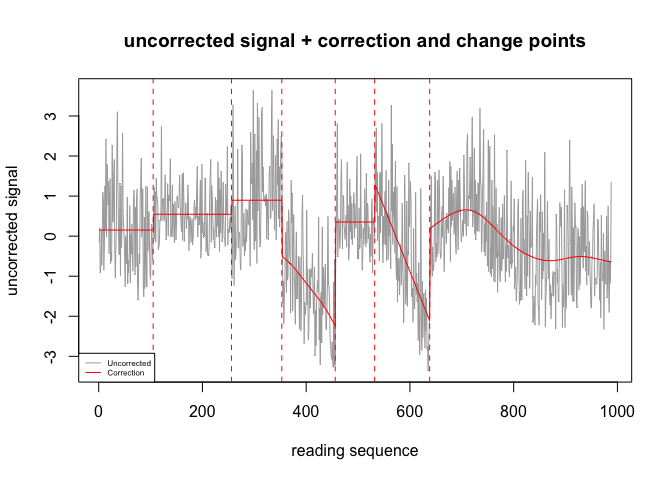 uncorrected signal + correction and change points
uncorrected signal
3
2
1
0
-1
-2
-3
Uncorrected
Correction
0 200 400 600 800 1000
reading sequence